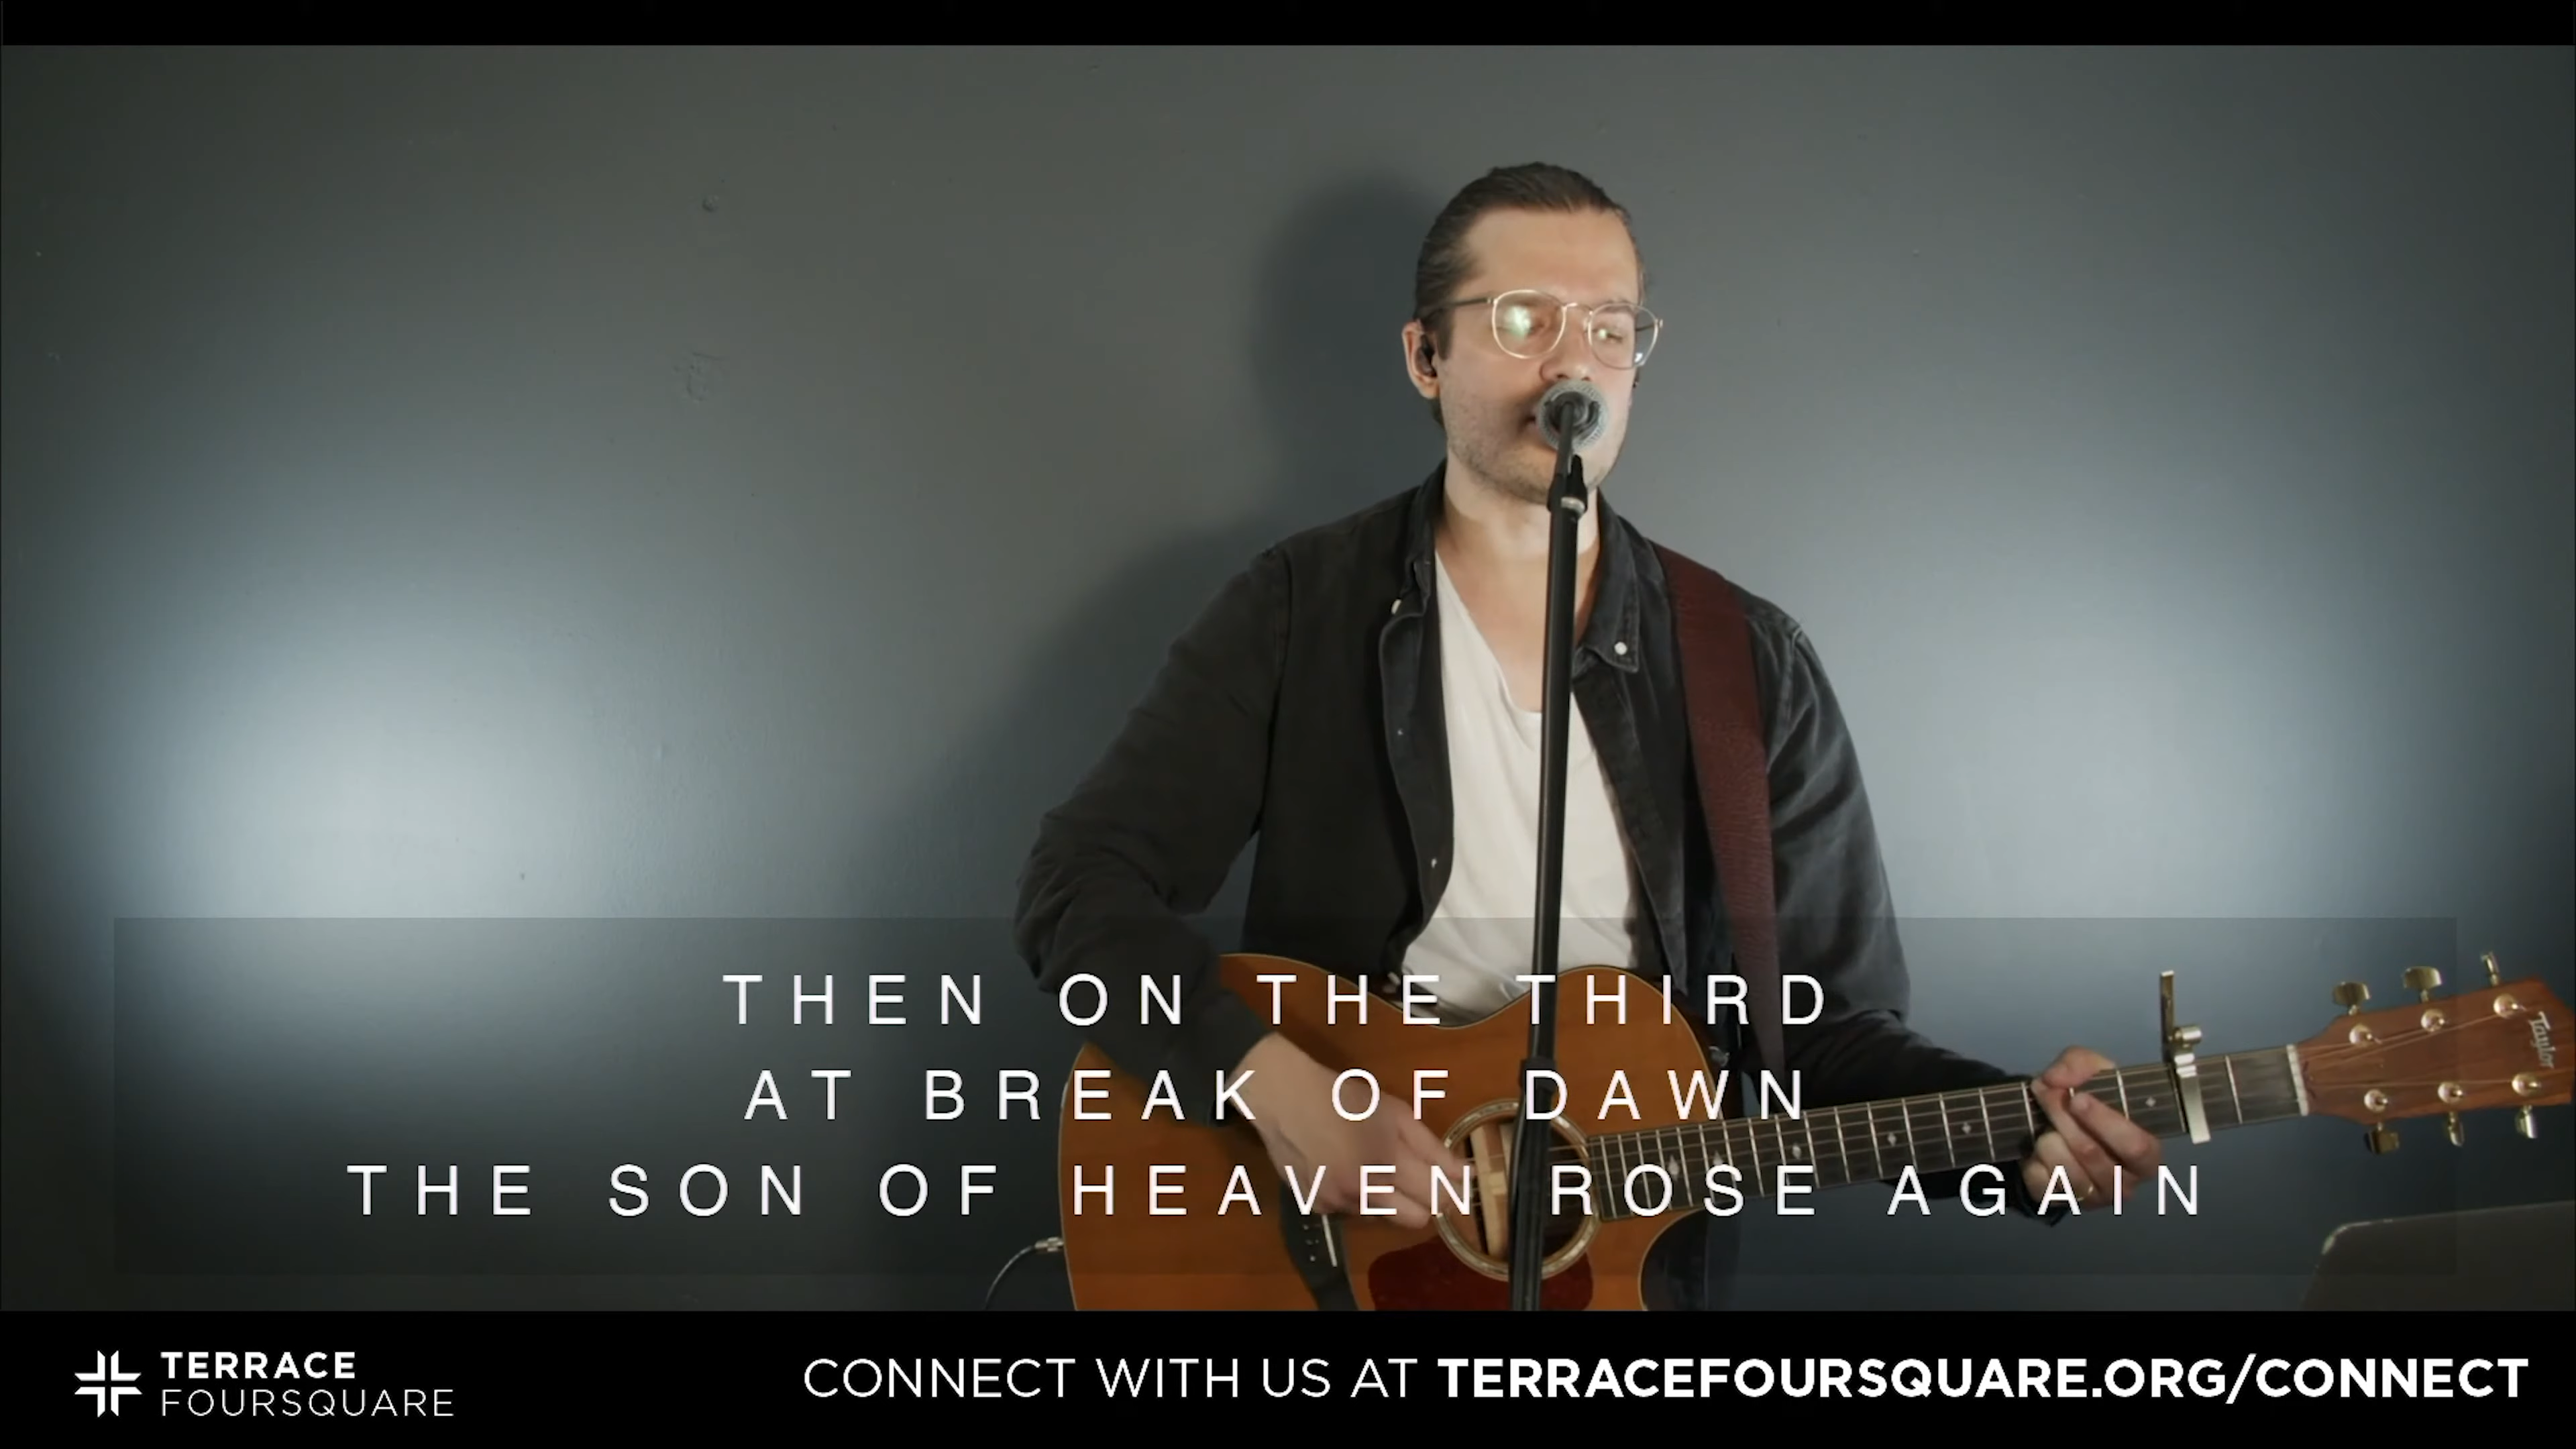 THEN ON THE THIRD
AT BREAK OF DAWN
THE SON OF HEAVEN ROSE AGAIN
Taylor
TERRACE
FOURSQUARE
CONNECT WITH US AT TERRACEFOURSQUARE.ORG/CONNECT